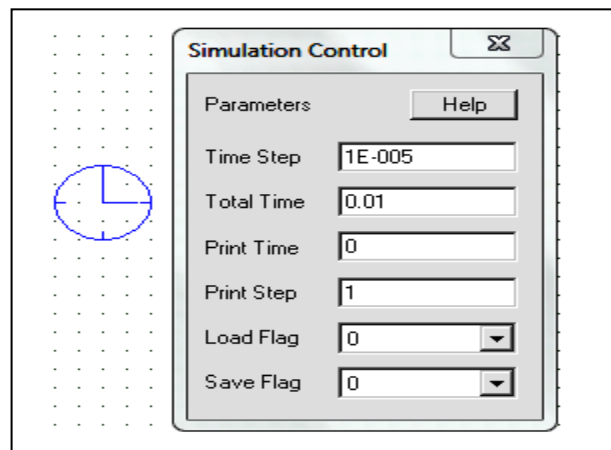 Simulation Control
Parameters Help
Time Step 1E-005
Total Time 0.01
Print Time 0
Print Step 1
Load Flag 0
Save Flag 0